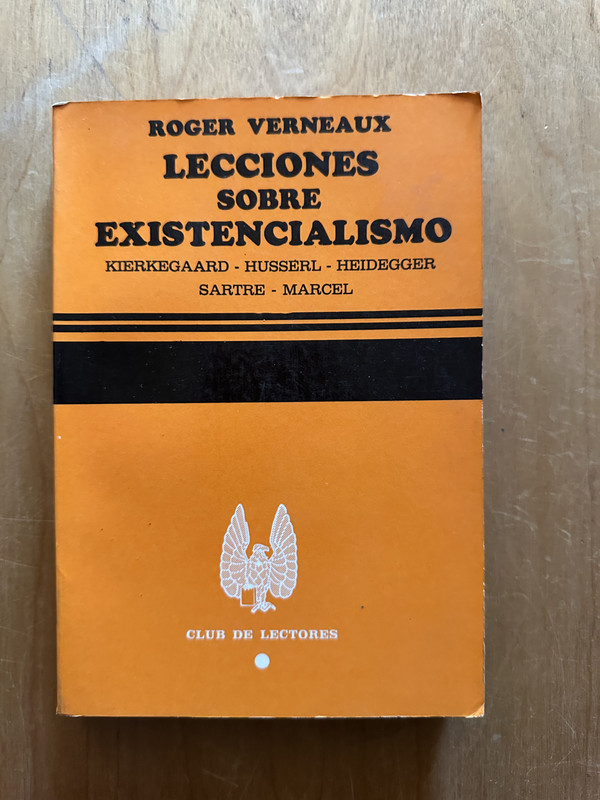 ROGER VERNEAUX
LECCIONES
SOBRE
EXISTENCIALISMO
KIERKEGAARD - HUSSERL - HEIDEGGER
SARTRE - MARCEL
CLUB DE LECTORES